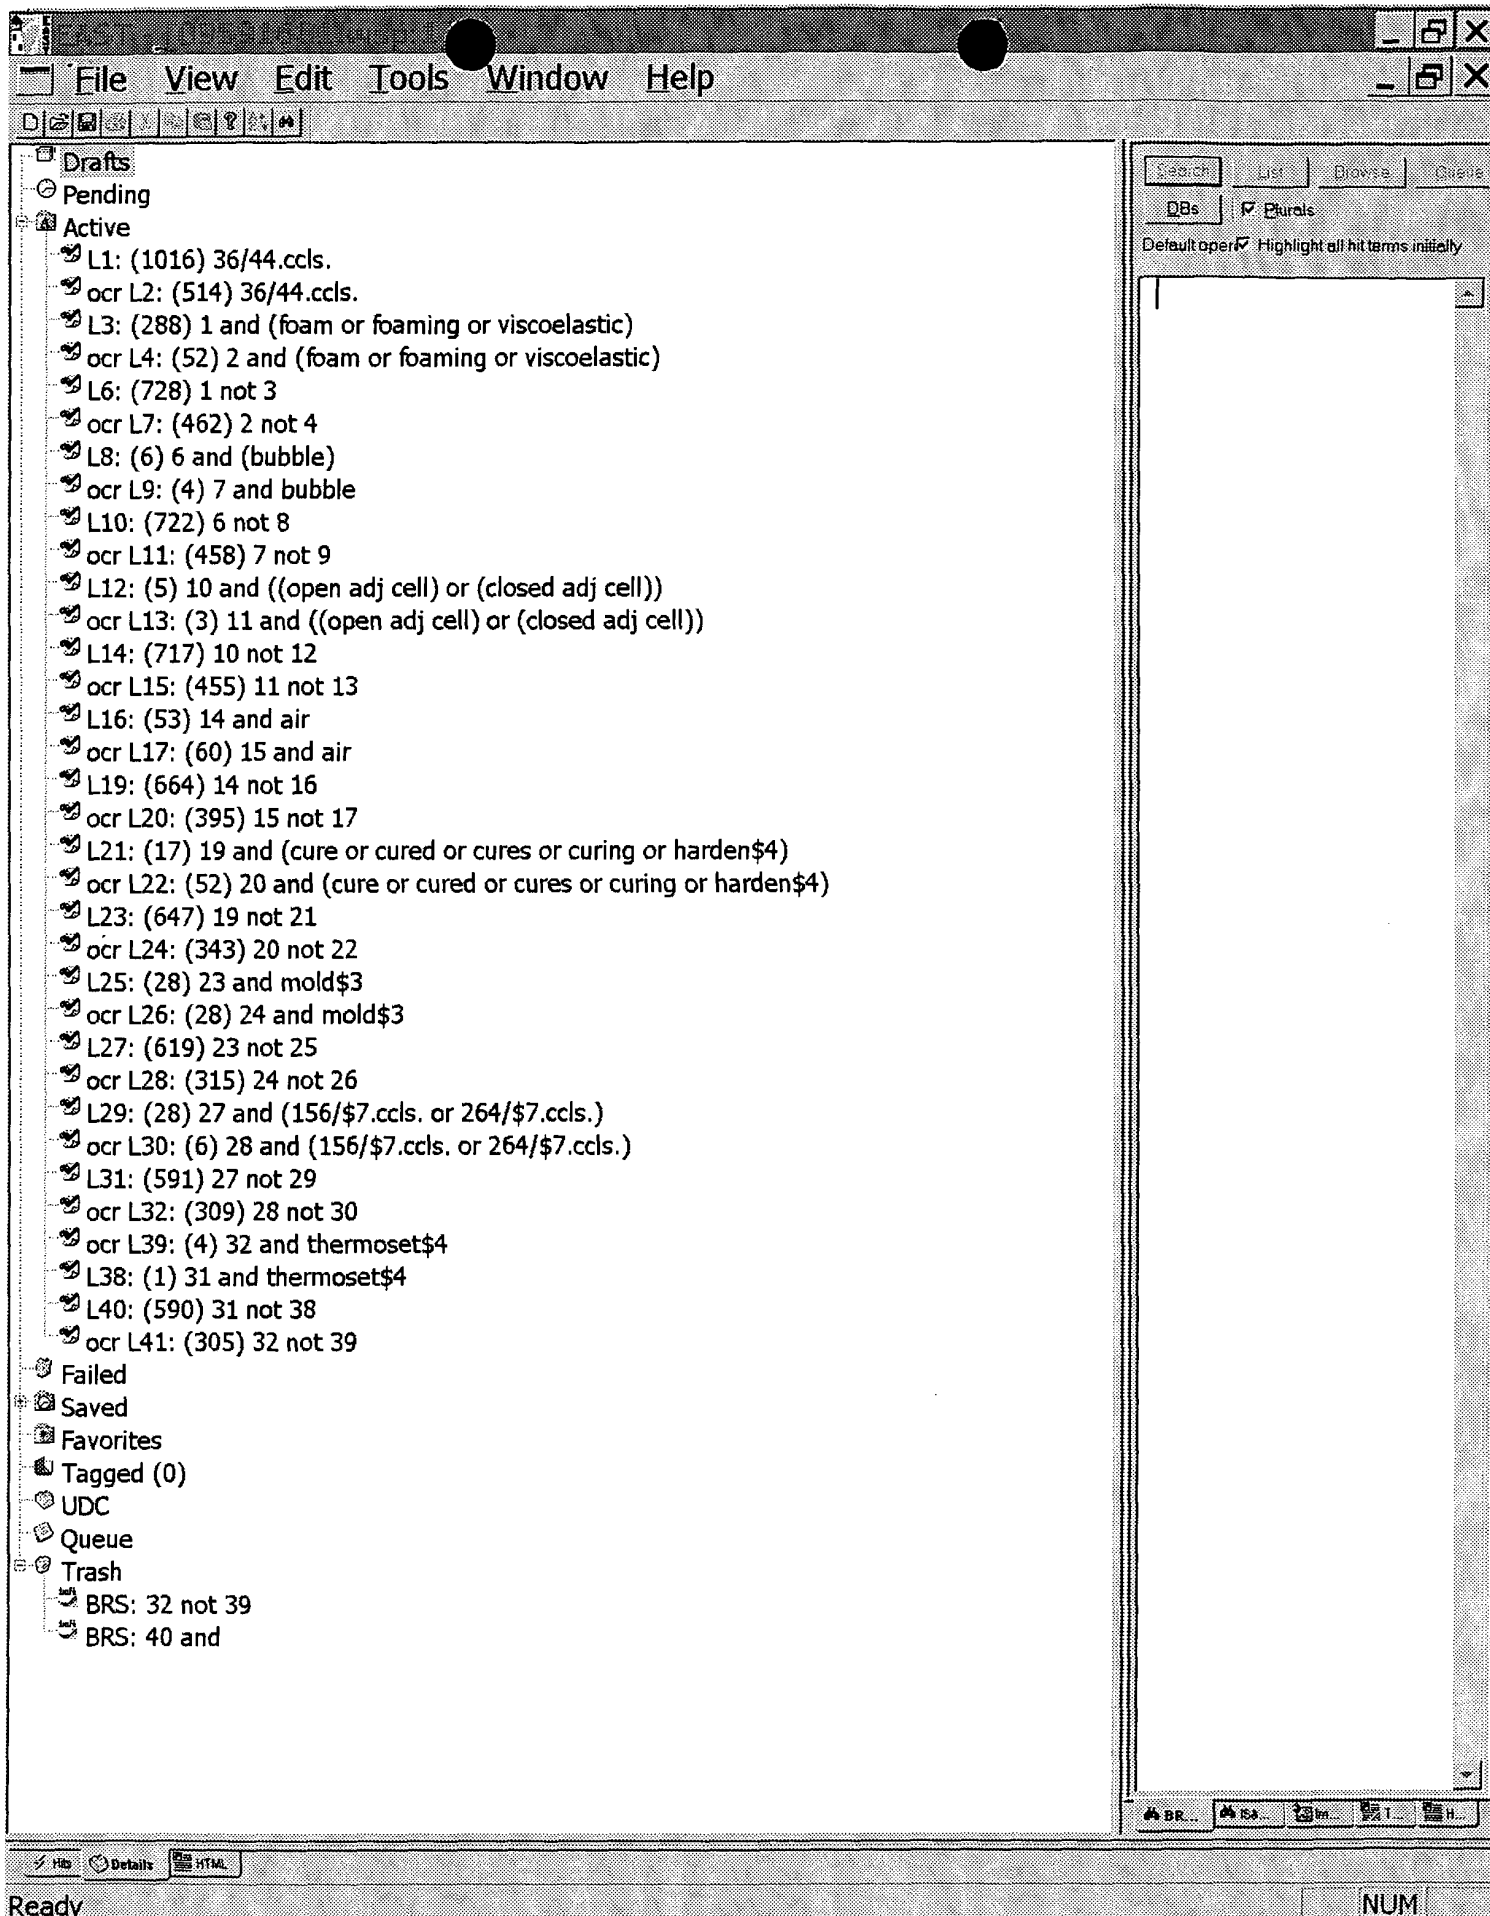 File View Edit Tools Window Help
Drafts
Pending
Active
L1: (1016) 36/44.ccls.
ocr L2: (514) 36/44.ccls.
L3: (288) 1 and (foam or foaming or viscoelastic)
ocr L4: (52) 2 and (foam or foaming or viscoelastic)
L6: (728) 1 not 3
ocr L7: (462) 2 not 4
L8: (6) 6 and (bubble)
ocr L9: (4) 7 and bubble
L10: (722) 6 not 8
ocr L11: (458) 7 not 9
L12: (5) 10 and ((open adj cell) or (closed adj cell))
ocr L13: (3) 11 and ((open adj cell) or (closed adj cell))
L14: (717) 10 not 12
ocr L15: (455) 11 not 13
L16: (53) 14 and air
ocr L17: (60) 15 and air
L19: (664) 14 not 16
ocr L20: (395) 15 not 17
L21: (17) 19 and (cure or cured or cures or curing or harden$4)
ocr L22: (52) 20 and (cure or cured or cures or curing or harden$4)
L23: (647) 19 not 21
ocr L24: (343) 20 not 22
L25: (28) 23 and mold$3
ocr L26: (28) 24 and mold$3
L27: (619) 23 not 25
ocr L28: (315) 24 not 26
L29: (28) 27 and (156/$7.ccls. or 264/$7.ccls.)
ocr L30: (6) 28 and (156/$7.ccls. or 264/$7.ccls.)
L31: (591) 27 not 29
ocr L32: (309) 28 not 30
ocr L39: (4) 32 and thermoset$4
L38: (1) 31 and thermoset$4
L40: (590) 31 not 38
ocr L41: (305) 32 not 39
Failed
Saved
Favorites
Tagged (0)
UDC
Queue
Trash
BRS: 32 not 39
BRS: 40 and
Search List Browse Queue
DBs Plurals
Default oper Highlight all hit terms initially
BR... ISa... Im... T... H...
Hits Details HTML
Ready NUM